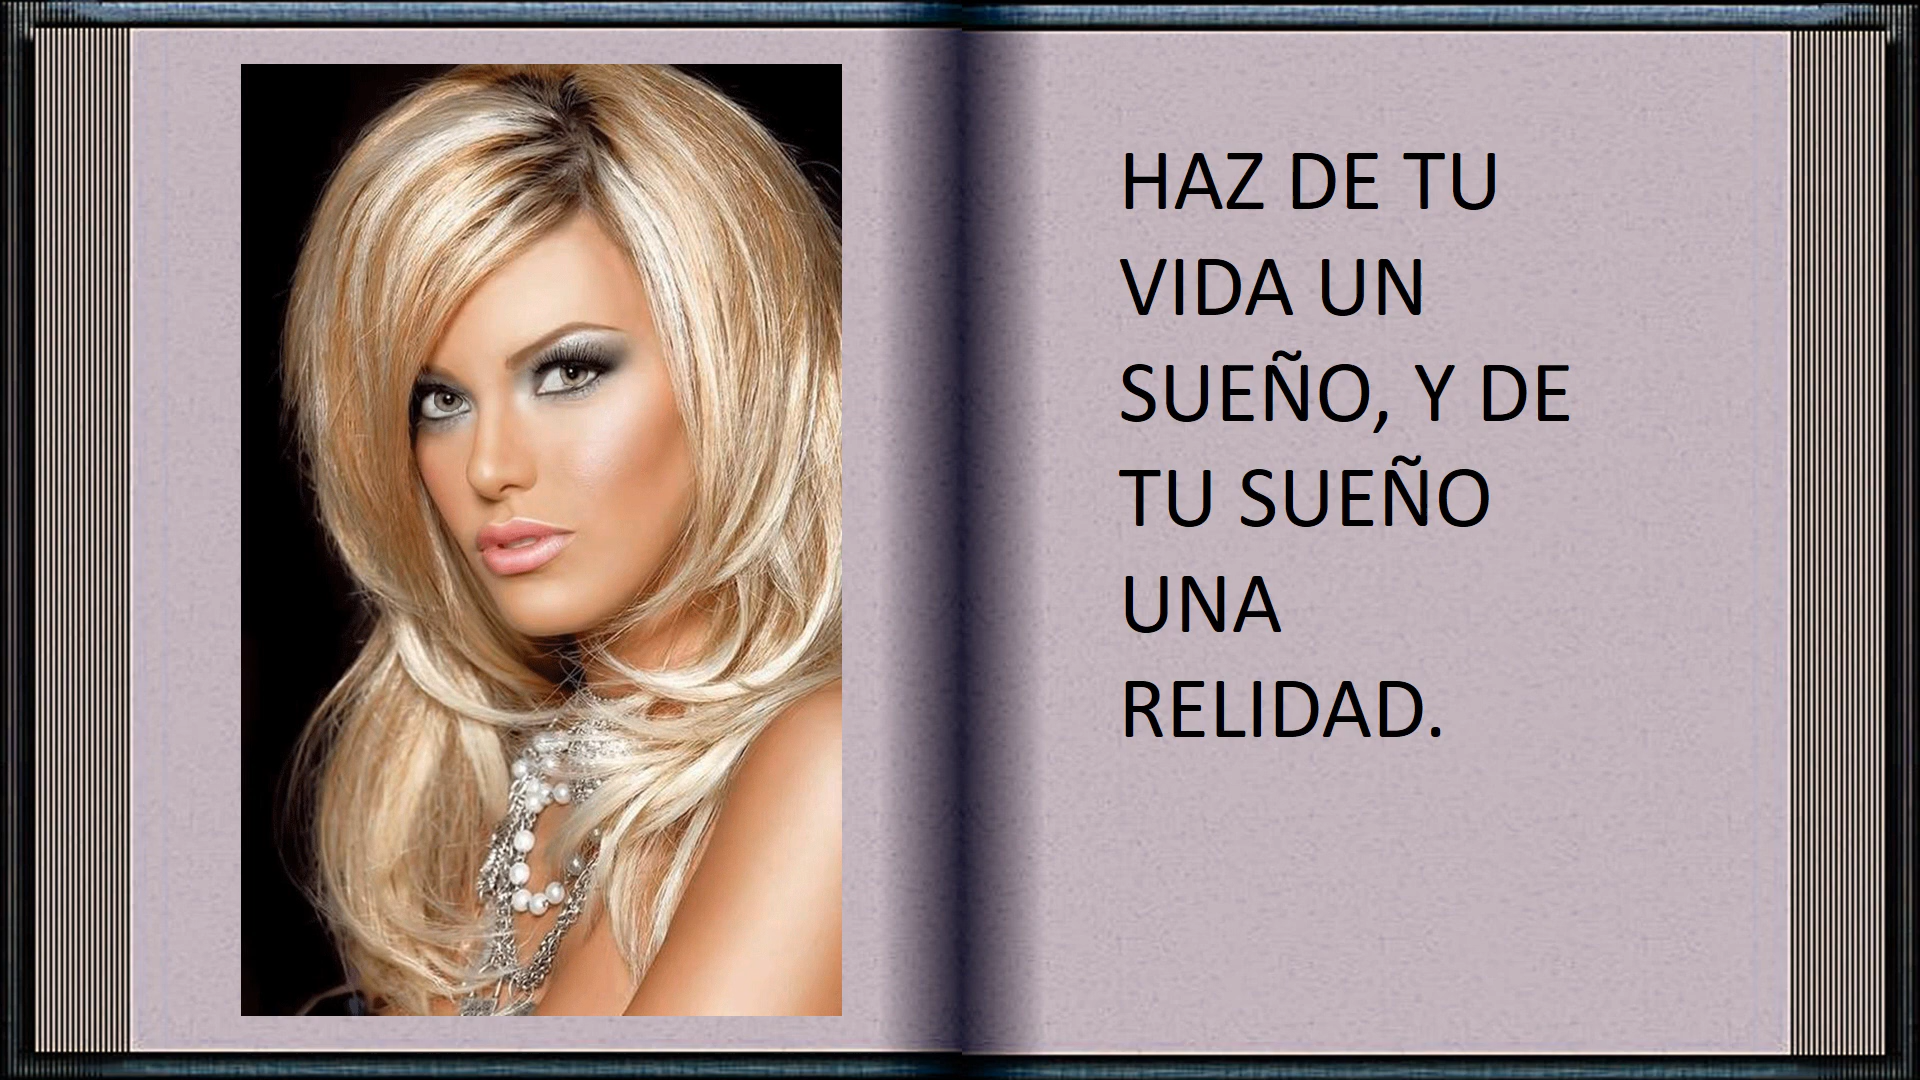 HAZ DE TU
VIDA UN
SUEÑO, Y DE
TU SUEÑO
UNA
RELIDAD.